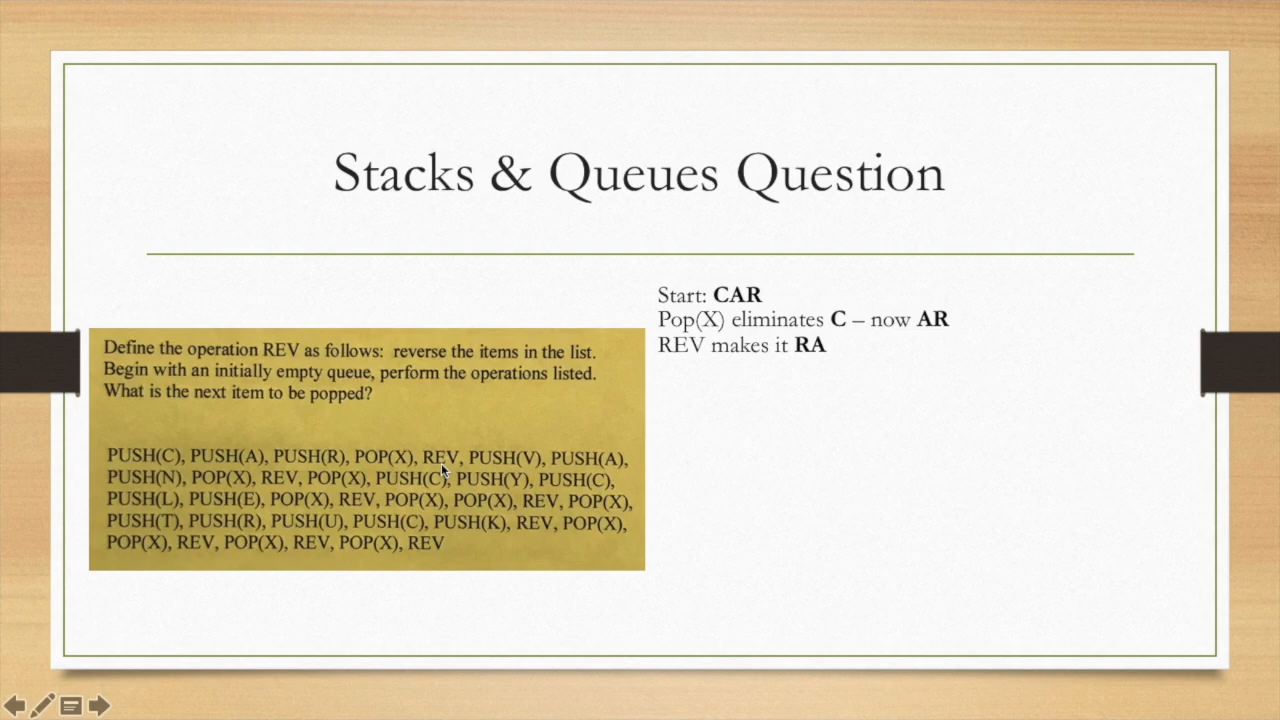 Stacks & Queues Question
Start: CAR
Pop(X) eliminates C – now AR
REV makes it RA
Define the operation REV as follows: reverse the items in the list.
Begin with an initially empty queue, perform the operations listed.
What is the next item to be popped?
PUSH(C), PUSH(A), PUSH(R), POP(X), REV, PUSH(V), PUSH(A),
PUSH(N), POP(X), REV, POP(X), PUSH(C), PUSH(Y), PUSH(C),
PUSH(L), PUSH(E), POP(X), REV, POP(X), POP(X), REV, POP(X),
PUSH(T), PUSH(R), PUSH(U), PUSH(C), PUSH(K), REV, POP(X),
POP(X), REV, POP(X), REV, POP(X), REV